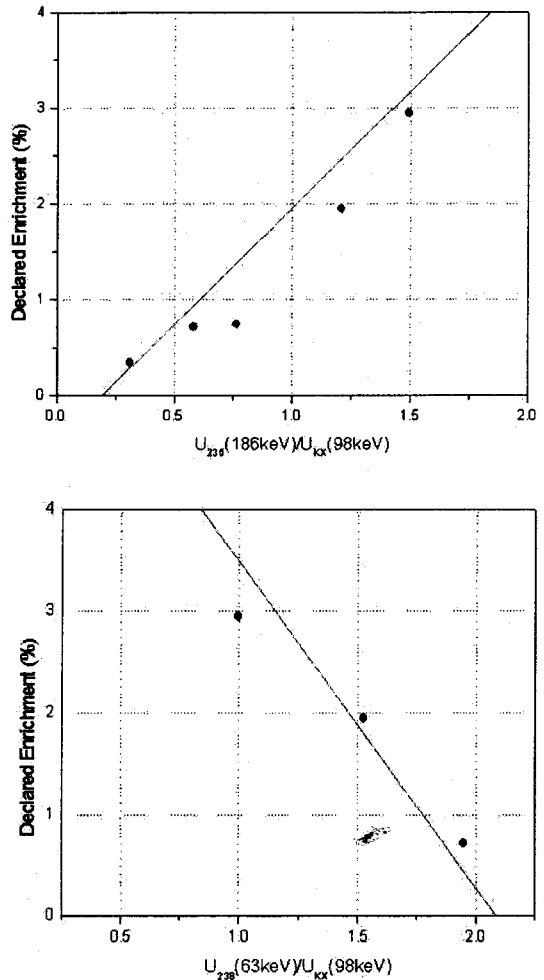 4
3
2
1
0
Declared Enrichment (%)
0.0 0.5 1.0 1.5 2.0
U₂₃₅(186keV)/U_KX(98keV)
4
3
2
1
0
Declared Enrichment (%)
0.5 1.0 1.5 2.0
U₂₃₈(63keV)/U_KX(98keV)